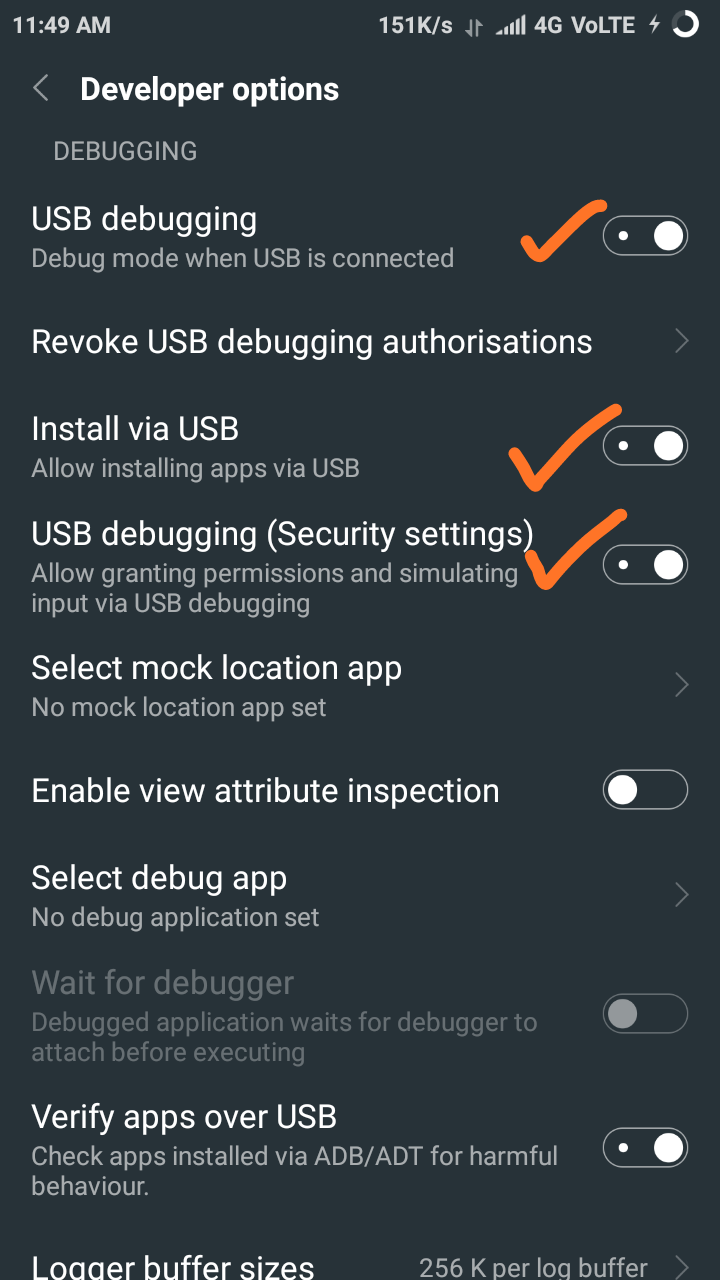 11:49 AM 151K/s 4G VoLTE
Developer options
DEBUGGING
USB debugging
Debug mode when USB is connected
Revoke USB debugging authorisations
Install via USB
Allow installing apps via USB
USB debugging (Security settings)
Allow granting permissions and simulating
input via USB debugging
Select mock location app
No mock location app set
Enable view attribute inspection
Select debug app
No debug application set
Wait for debugger
Debugged application waits for debugger to
attach before executing
Verify apps over USB
Check apps installed via ADB/ADT for harmful
behaviour.
Logger buffer sizes 256 K per log buffer